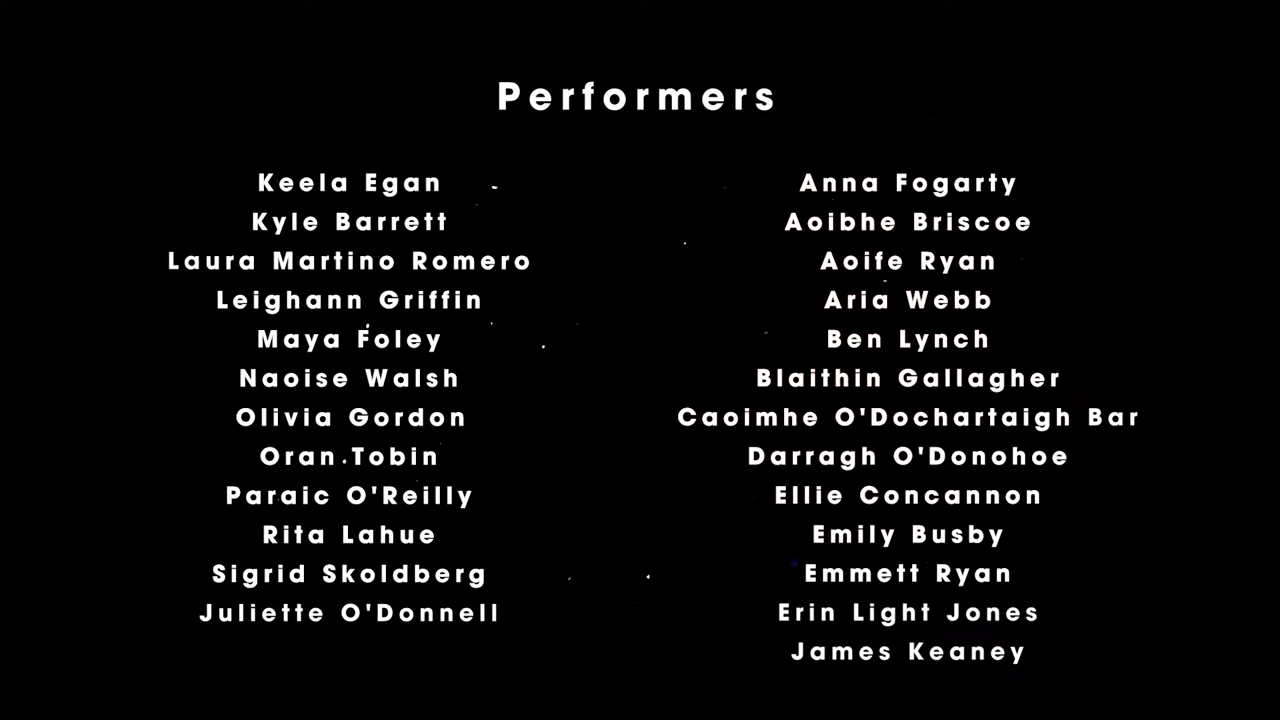 Performers
Keela Egan
Kyle Barrett
Laura Martino Romero
Leighann Griffin
Maya Foley
Naoise Walsh
Olivia Gordon
Oran Tobin
Paraic O'Reilly
Rita Lahue
Sigrid Skoldberg
Juliette O'Donnell
Anna Fogarty
Aoibhe Briscoe
Aoife Ryan
Aria Webb
Ben Lynch
Blaithin Gallagher
Caoimhe O'Dochartaigh Bar
Darragh O'Donohoe
Ellie Concannon
Emily Busby
Emmett Ryan
Erin Light Jones
James Keaney